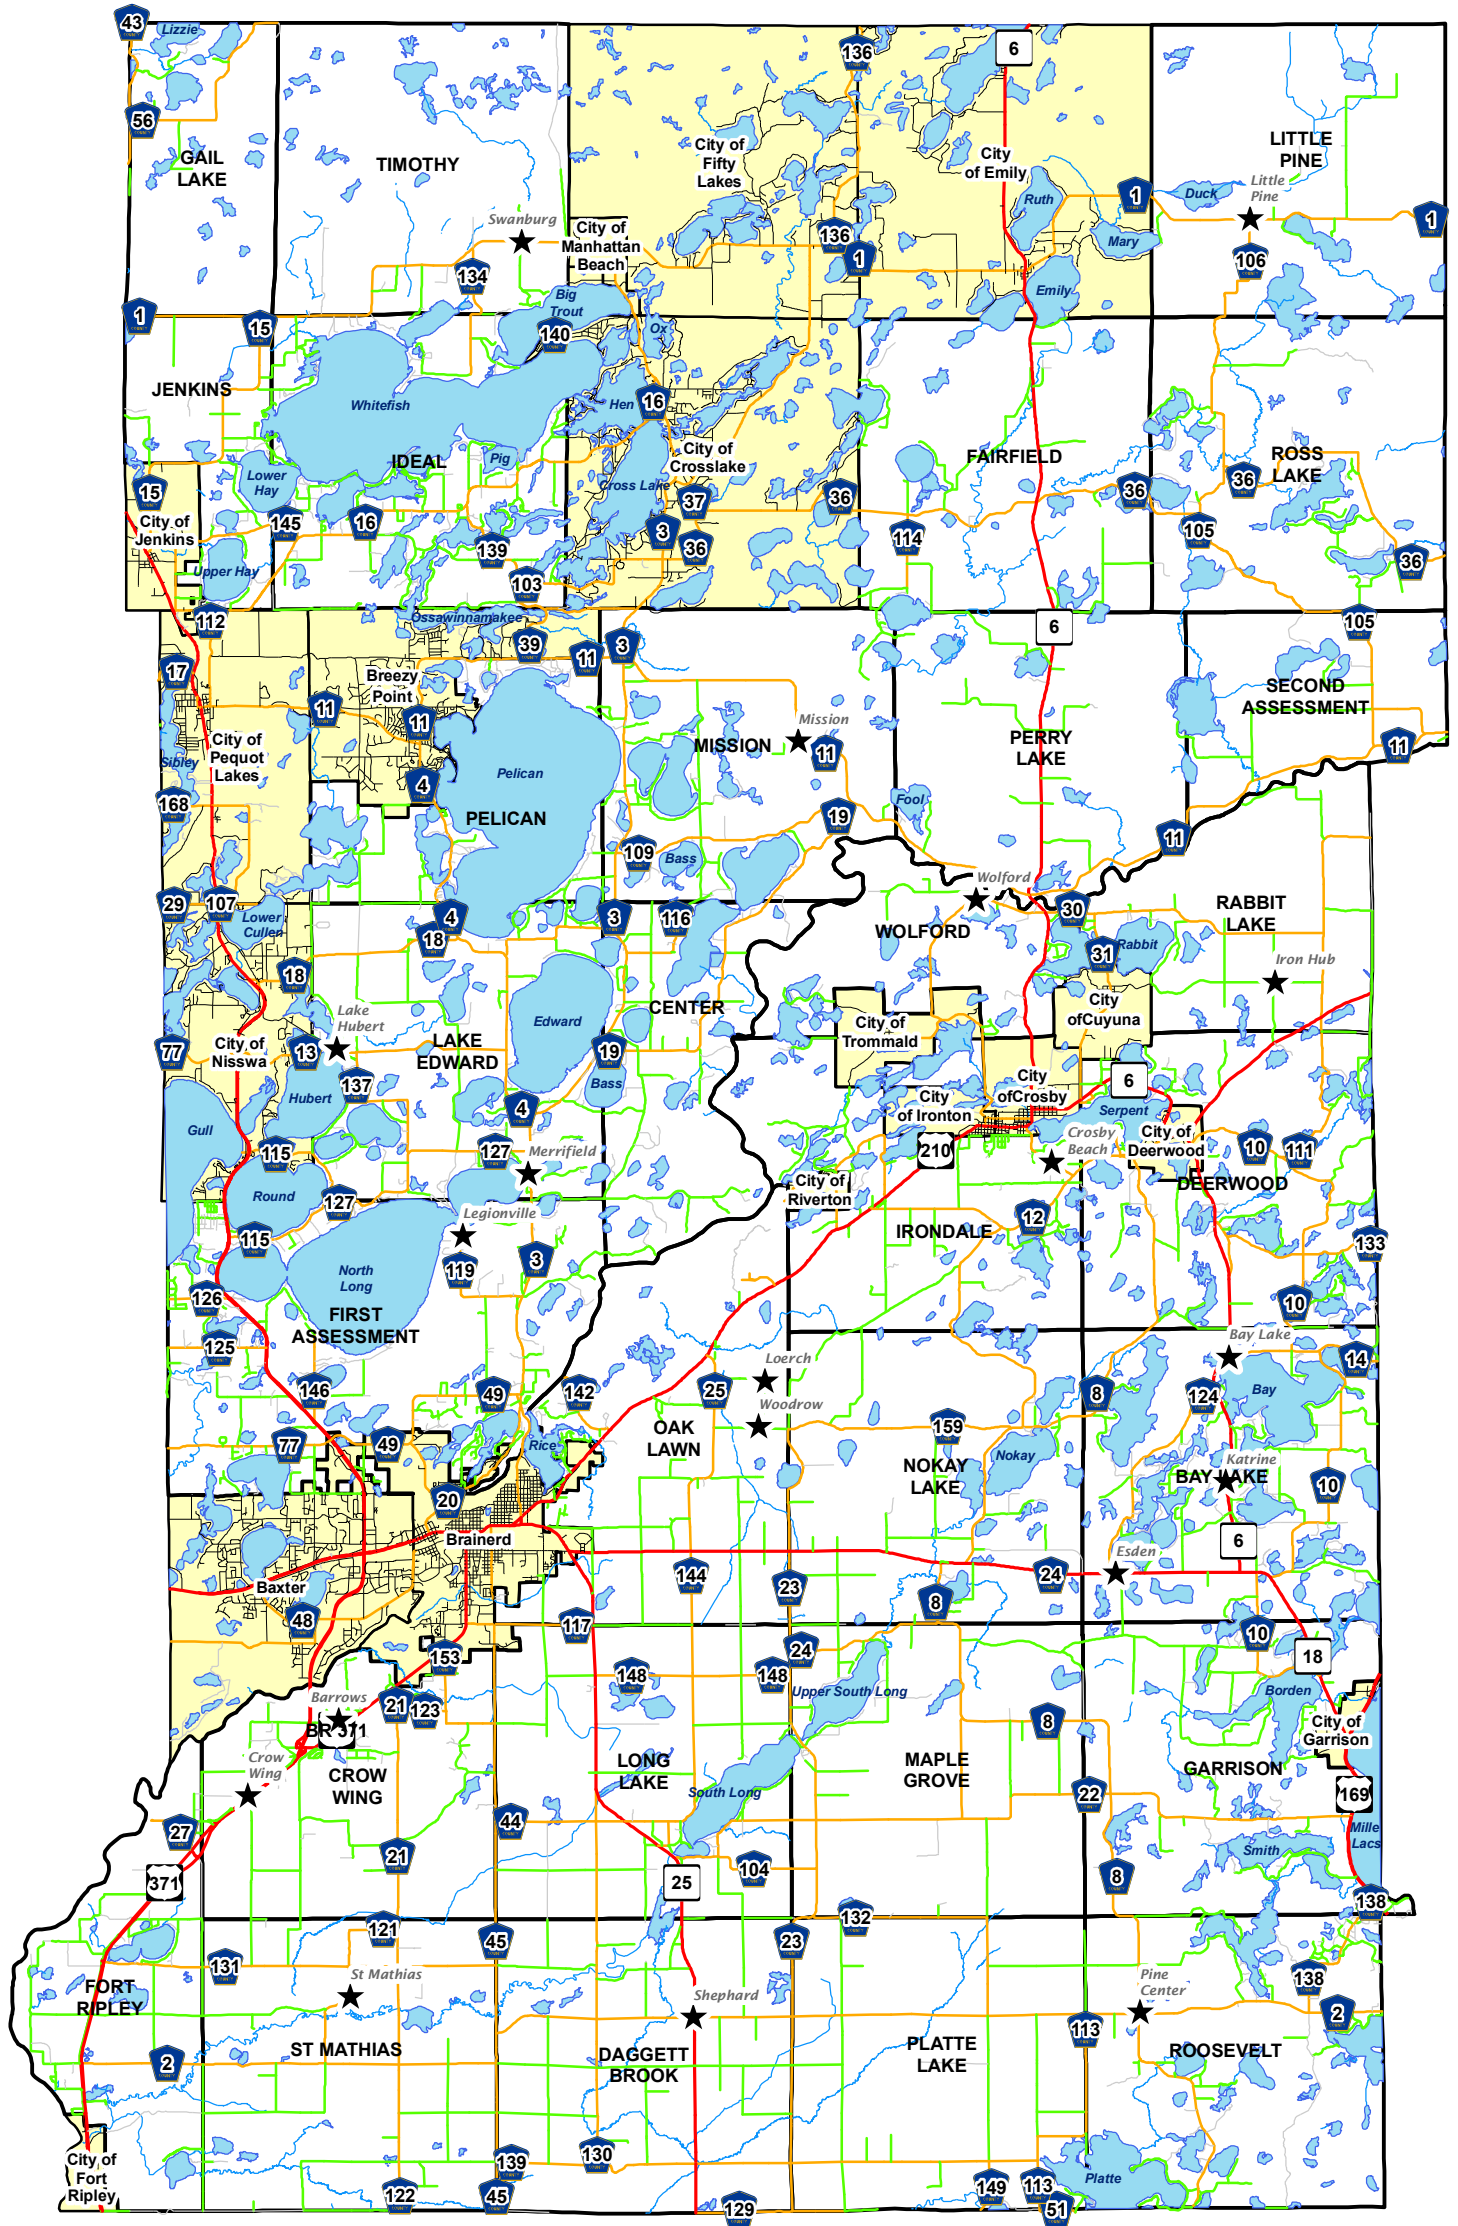 43
Lizzie
136
6
56
GAIL
LAKE
TIMOTHY
City of
Fifty
Lakes
City
of Emily
LITTLE
PINE
Little
Pine
Duck
1
1
Ruth
Mary
Swanburg
City of
Manhattan
Beach
136
1
106
134
Emily
Big
Trout
1
15
140
Ox
JENKINS
Whitefish
Hen
16
IDEAL
Pig
City of
Crosslake
FAIRFIELD
ROSS
LAKE
Lower
Hay
Cross Lake
15
City of
Jenkins
145
16
37
36
36
36
3
36
114
105
139
103
36
Upper Hay
Ossawinnamakee
112
39
11
3
6
105
17
Breezy
Point
11
11
SECOND
ASSESSMENT
Mission
MISSION
11
PERRY
LAKE
11
City of
Pequot
Lakes
Sibley
Pelican
4
PELICAN
168
Fool
19
11
109
Bass
Wolford
29
107
Lower
Cullen
4
18
3
116
WOLFORD
30
RABBIT
LAKE
31
Rabbit
Iron Hub
18
CENTER
City
ofCuyuna
Lake
Hubert
Edward
City of
Trommald
77
City of
Nisswa
13
LAKE
EDWARD
19
Bass
137
Hubert
4
City
ofCrosby
6
City
of Ironton
Serpent
Gull
115
127
Merrifield
210
Crosby
Beach
City of
Deerwood
10
111
Round
127
City of
Riverton
DEERWOOD
Legionville
115
119
3
IRONDALE
12
133
North
Long
126
FIRST
ASSESSMENT
10
125
Bay Lake
14
146
49
142
25
Loerch
Woodrow
8
124
Bay
77
49
Rice
OAK
LAWN
159
Nokay
NOKAY
LAKE
Katrine
BAY LAKE
10
20
Brainerd
6
Baxter
144
23
24
Esden
8
48
117
10
153
24
18
148
148
Upper South Long
Borden
Barrows
21
123
BR 371
8
City of
Garrison
Crow
Wing
CROW
WING
LONG
LAKE
South Long
MAPLE
GROVE
GARRISON
22
169
27
44
Mille
Lacs
21
104
Smith
371
25
8
138
121
132
131
45
23
FORT
RIPLEY
St Mathias
Shephard
Pine
Center
138
2
113
2
ST MATHIAS
DAGGETT
BROOK
PLATTE
LAKE
ROOSEVELT
City of
Fort
Ripley
139
130
Platte
122
45
129
149
113
51